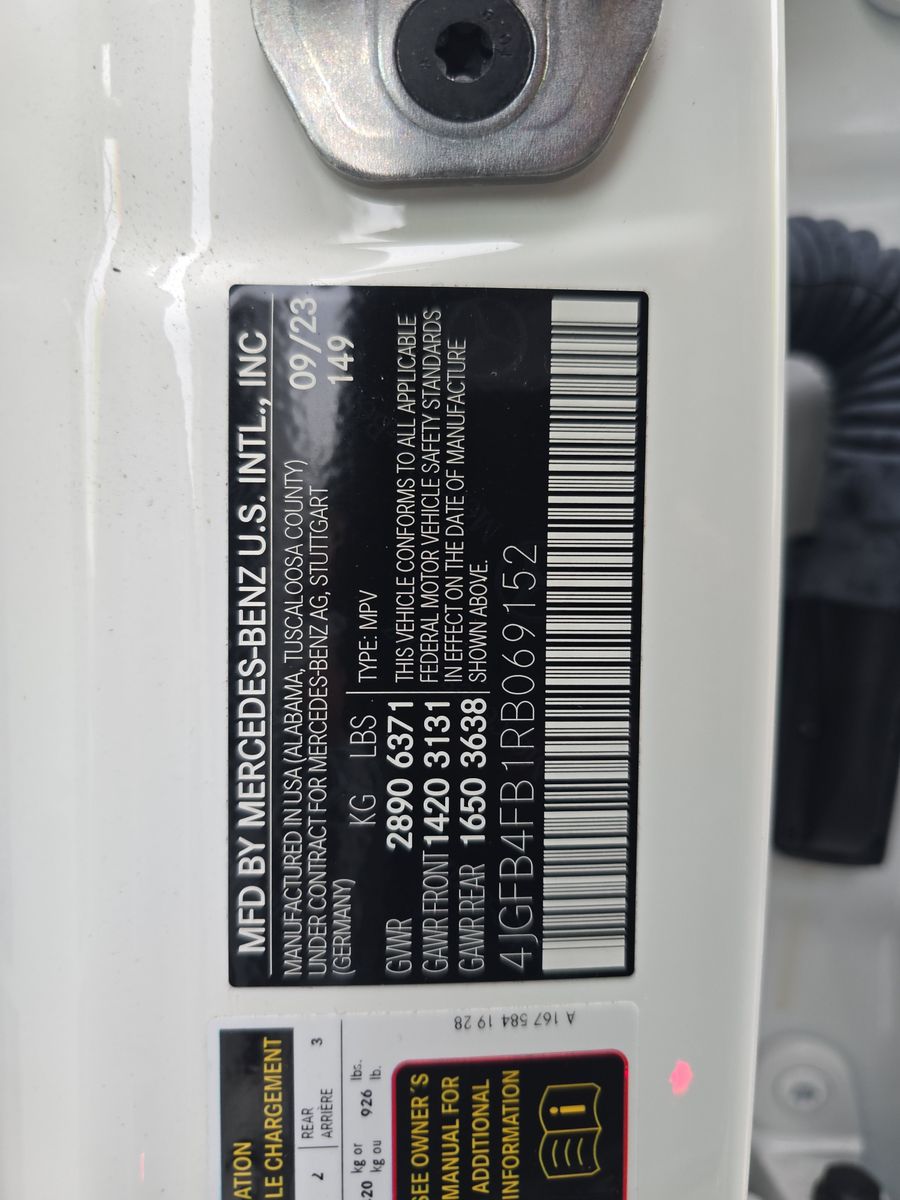 MFD BY MERCEDES-BENZ U.S. INTL., INC
MANUFACTURED IN USA (ALABAMA, TUSCALOOSA COUNTY) 09/23
UNDER CONTRACT FOR MERCEDES-BENZ AG, STUTTGART 149
(GERMANY)
KG LBS TYPE: MPV
GVWR 2890 6371 THIS VEHICLE CONFORMS TO ALL APPLICABLE
GAWR FRONT 1420 3131 FEDERAL MOTOR VEHICLE SAFETY STANDARDS
IN EFFECT ON THE DATE OF MANUFACTURE
GAWR REAR 1650 3638 SHOWN ABOVE.
4JGFB4FB1RB069152
LE CHARGEMENT
REAR
ARRIÈRE 3
kg or 926 lbs.
kg ou lb.
SEE OWNER'S
MANUAL FOR
ADDITIONAL
INFORMATION
A 167 584 19 28